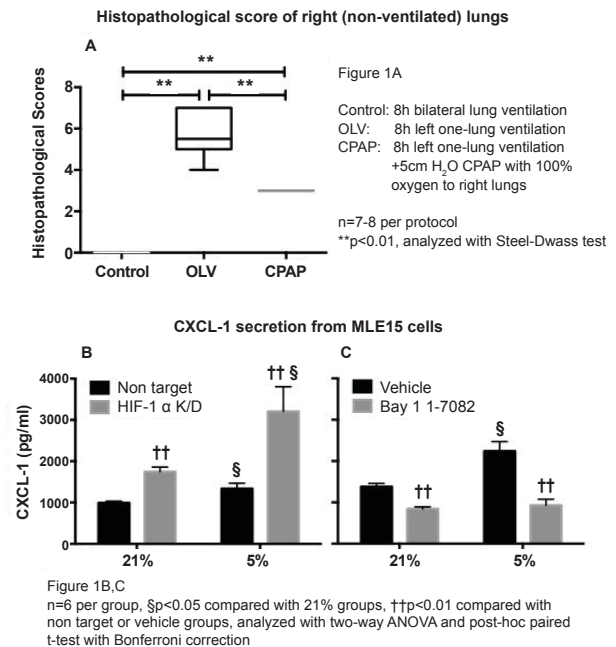 Histopathological score of right (non-ventilated) lungs
A
**
**
**
Histopathological Scores
8
6
4
2
0
Control
OLV
CPAP
Figure 1A
Control: 8h bilateral lung ventilation
OLV: 8h left one-lung ventilation
CPAP: 8h left one-lung ventilation
+5cm H₂O CPAP with 100%
oxygen to right lungs
n=7-8 per protocol
**p<0.01, analyzed with Steel-Dwass test
CXCL-1 secretion from MLE15 cells
B
CXCL-1 (pg/ml)
4000
3000
2000
1000
0
Non target
HIF-1 α K/D
††
§
†† §
21%
5%
C
Vehicle
Bay 1 1-7082
††
§
††
21%
5%
Figure 1B,C
n=6 per group, §p<0.05 compared with 21% groups, ††p<0.01 compared with
non target or vehicle groups, analyzed with two-way ANOVA and post-hoc paired
t-test with Bonferroni correction